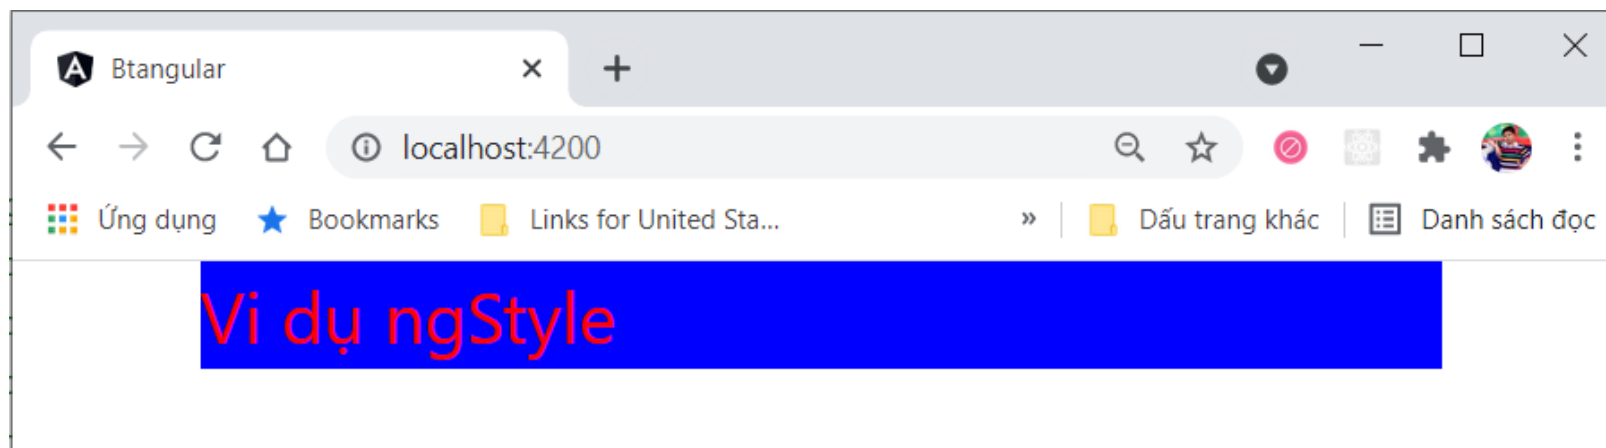 Btangular
localhost:4200
Ứng dụng Bookmarks Links for United Sta... » Dấu trang khác Danh sách đọc
Vi dụ ngStyle